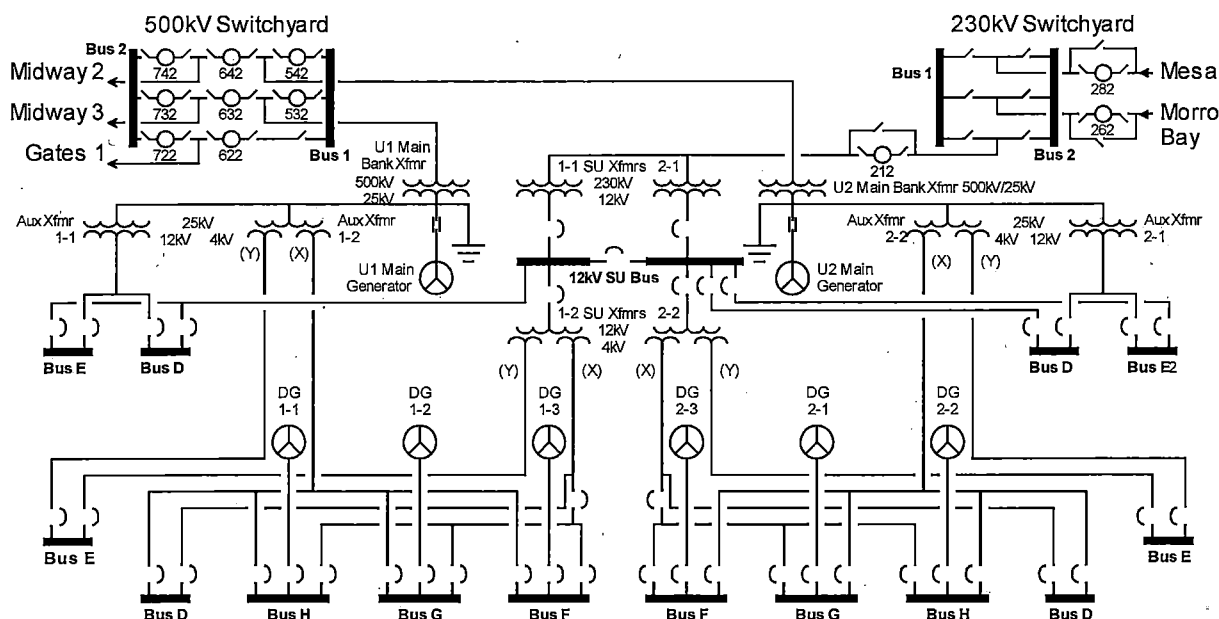 500kV Switchyard
230kV Switchyard
Bus 2
742
642
542
Midway 2
Midway 3
732
632
532
Gates 1
722
622
Bus 1
Bus 1
282
Mesa
262
Morro
Bay
Bus 2
212
U1 Main
Bank Xfmr
500kV
25kV
1-1 SU Xfmrs 2-1
230kV
12kV
U2 Main Bank Xfmr 500kV/25kV
Aux Xfmr
1-1
25kV
12kV 4kV
(Y) (X)
Aux Xfmr
1-2
Aux Xfmr
2-2
25kV
4kV 12kV
(X) (Y)
Aux Xfmr
2-1
U1 Main
Generator
12kV SU Bus
U2 Main
Generator
1-2 SU Xfmrs 2-2
12kV
4kV
(Y) (X) (X) (Y)
Bus E
Bus D
Bus D
Bus E2
DG
1-1
DG
1-2
DG
1-3
DG
2-3
DG
2-1
DG
2-2
Bus E
Bus E
Bus D
Bus H
Bus G
Bus F
Bus F
Bus G
Bus H
Bus D